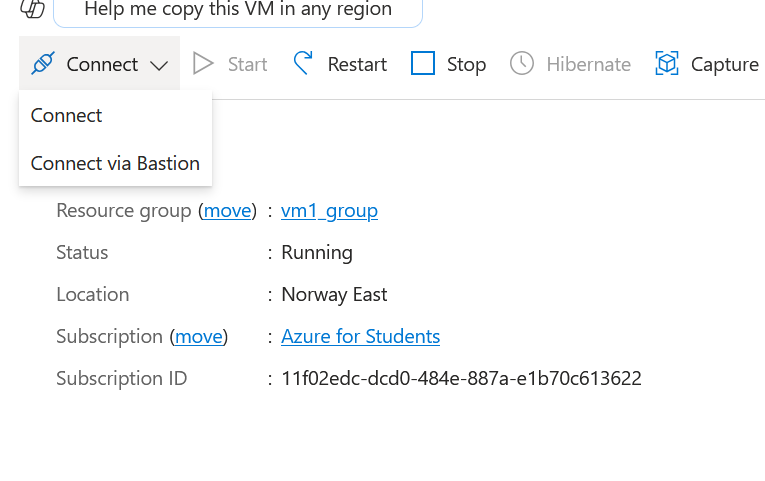 Help me copy this VM in any region
Connect Start Restart Stop Hibernate Capture
Connect
Connect via Bastion
Resource group (move) : vm1_group
Status : Running
Location : Norway East
Subscription (move) : Azure for Students
Subscription ID : 11f02edc-dcd0-484e-887a-e1b70c613622